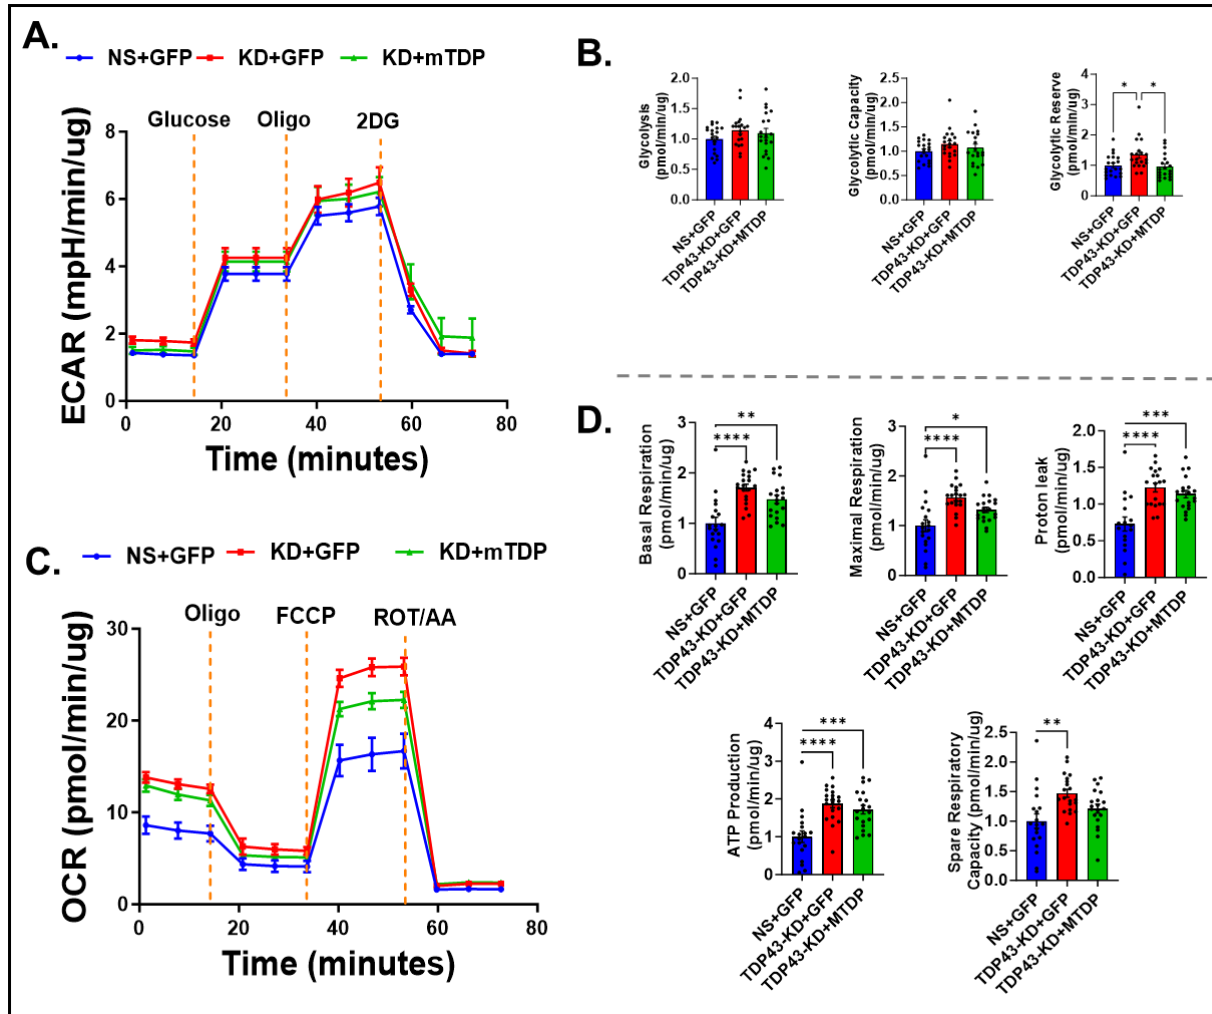 A.
NS+GFP KD+GFP KD+mTDP
Glucose Oligo 2DG
ECAR (mpH/min/ug)
8
6
4
2
0
0 20 40 60 80
Time (minutes)
B.
Glycolysis
(pmol/min/ug)
2.0
1.5
1.0
0.5
0.0
NS+GFP
TDP43-KD+GFP
TDP43-KD+MTDP
Glycolytic Capacity
(pmol/min/ug)
2.5
2.0
1.5
1.0
0.5
0.0
NS+GFP
TDP43-KD+GFP
TDP43-KD+MTDP
Glycolytic Reserve
(pmol/min/ug)
4
3
2
1
0
* *
NS+GFP
TDP43-KD+GFP
TDP43-KD+MTDP
C.
NS+GFP KD+GFP KD+mTDP
Oligo FCCP ROT/AA
OCR (pmol/min/ug)
30
20
10
0
0 20 40 60 80
Time (minutes)
D.
Basal Respiration
(pmol/min/ug)
3
2
1
0
**
****
NS+GFP
TDP43-KD+GFP
TDP43-KD+MTDP
Maximal Respiration
(pmol/min/ug)
3
2
1
0
*
****
NS+GFP
TDP43-KD+GFP
TDP43-KD+MTDP
Proton leak
(pmol/min/ug)
2.0
1.5
1.0
0.5
0.0
***
****
NS+GFP
TDP43-KD+GFP
TDP43-KD+MTDP
ATP Production
(pmol/min/ug)
4
3
2
1
0
***
****
NS+GFP
TDP43-KD+GFP
TDP43-KD+MTDP
Spare Respiratory
Capacity (pmol/min/ug)
2.5
2.0
1.5
1.0
0.5
0.0
**
NS+GFP
TDP43-KD+GFP
TDP43-KD+MTDP